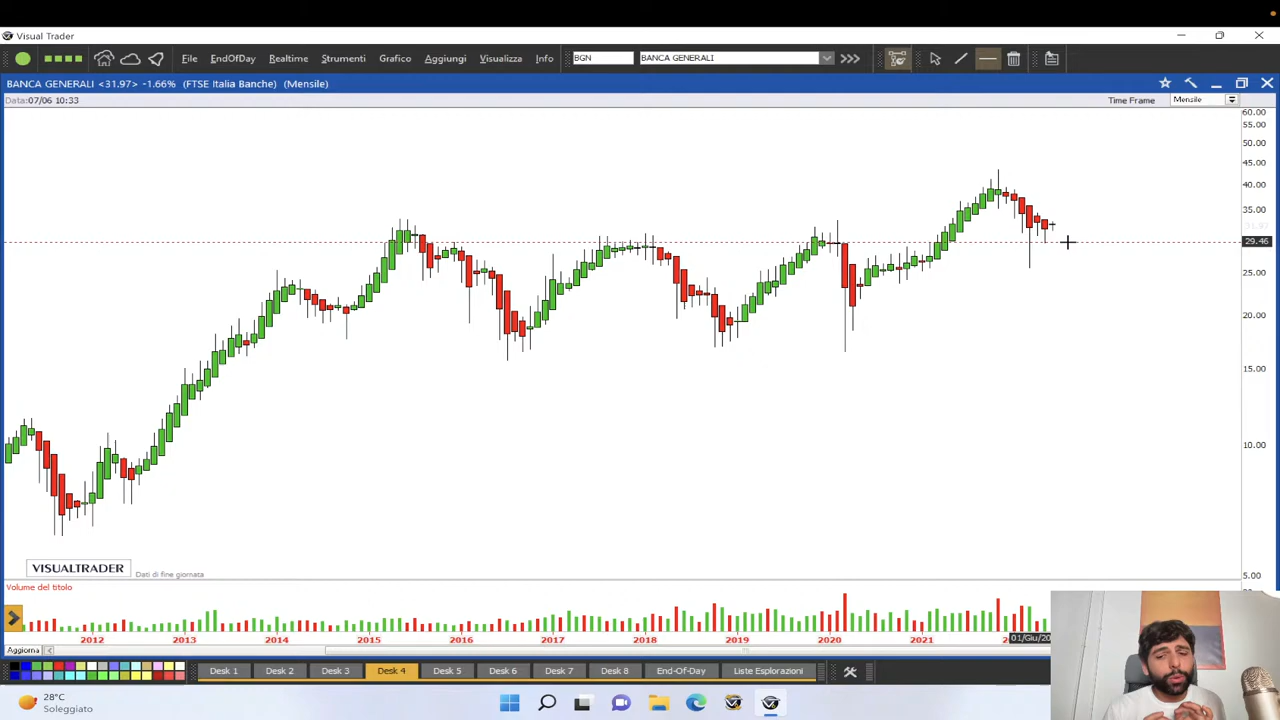 Visual Trader
File EndOfDay Realtime Strumenti Grafico Aggiungi Visualizza Info BGN BANCA GENERALI >>>
BANCA GENERALI <31.97> -1.66% (FTSE Italia Banche) (Mensile)
Data:07/06 10:33 Time Frame Mensile
60.00
55.00
50.00
45.00
40.00
35.00
31.97
29.46
25.00
20.00
15.00
10.00
5.00
VISUALTRADER Dati di fine giornata
Volume del titolo
2012 2013 2014 2015 2016 2017 2018 2019 2020 2021
01/Giu/20
Aggiorna
Desk 1 Desk 2 Desk 3 Desk 4 Desk 5 Desk 6 Desk 7 Desk 8 End-Of-Day Liste Esplorazioni
28°C
Soleggiato